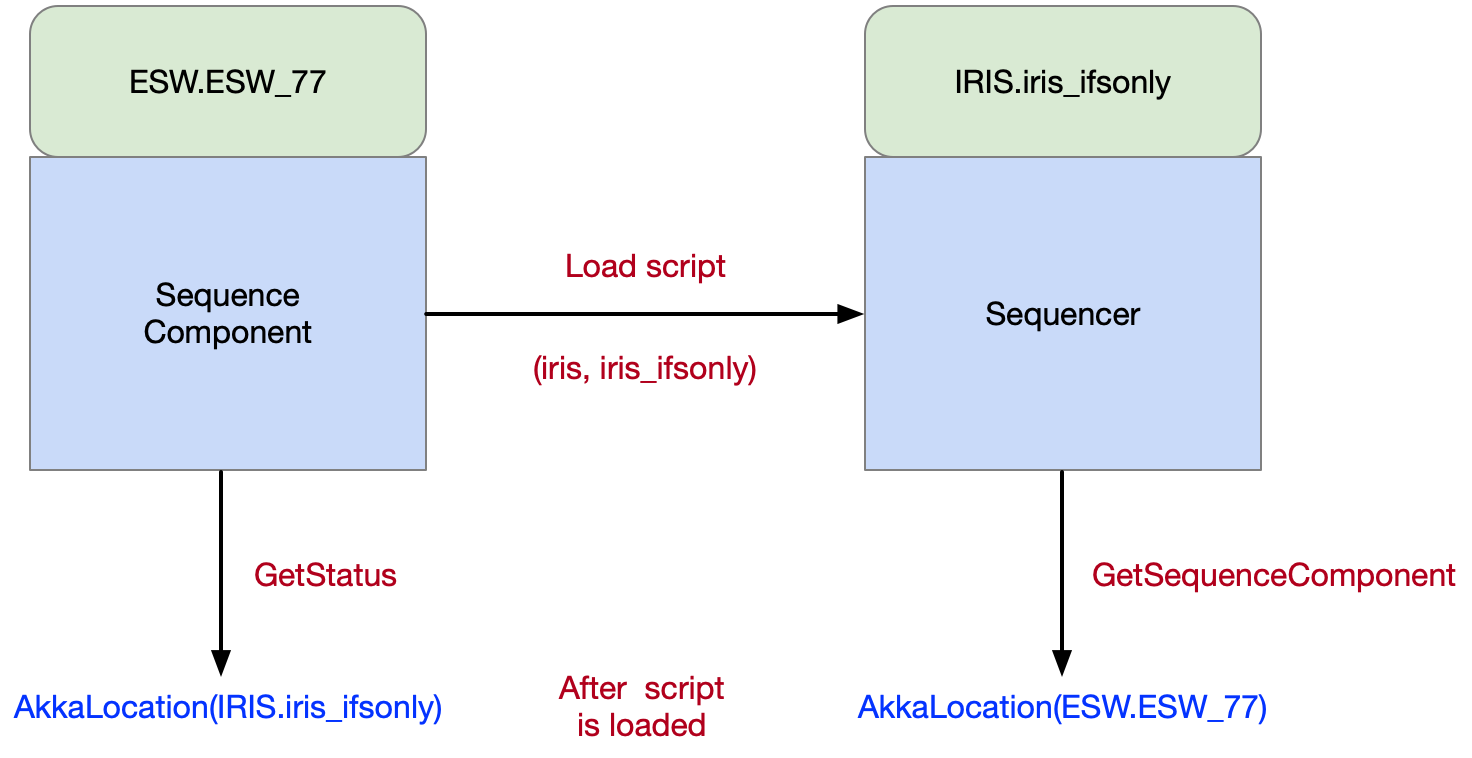 ESW.ESW_77
IRIS.iris_ifsonly
Sequence
Component
Load script
(iris, iris_ifsonly)
Sequencer
GetStatus
GetSequenceComponent
AkkaLocation(IRIS.iris_ifsonly)
After script
is loaded
AkkaLocation(ESW.ESW_77)